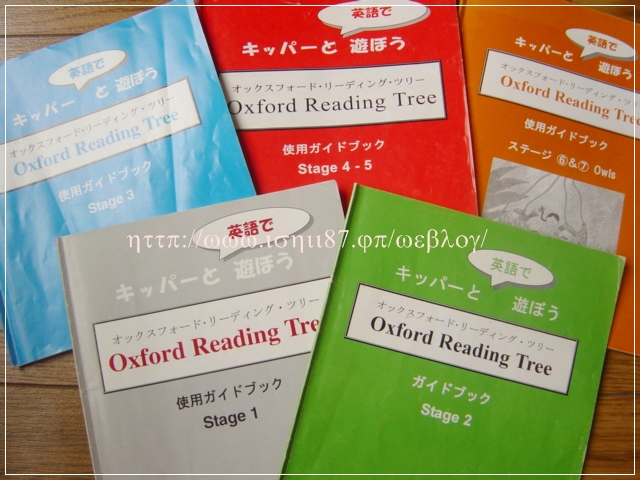 英語で
キッパーと 遊ぼう
オックスフォード・リーディング・ツリー
Oxford Reading Tree
使用ガイドブック
Stage 3
英語で
キッパーと 遊ぼう
オックスフォード・リーディング・ツリー
Oxford Reading Tree
使用ガイドブック
Stage 4 - 5
英語で
キッパーと 遊ぼう
オックスフォード・リーディング・ツリー
Oxford Reading Tree
使用ガイドブック
ステージ ⑥&⑦ Owls
英語で
キッパーと 遊ぼう
オックスフォード・リーディング・ツリー
Oxford Reading Tree
使用ガイドブック
Stage 1
英語で
キッパーと 遊ぼう
オックスフォード・リーディング・ツリー
Oxford Reading Tree
ガイドブック
Stage 2